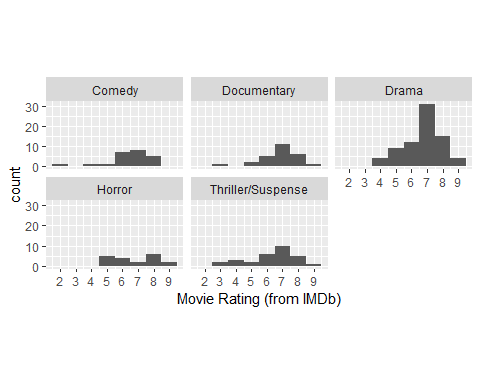 Comedy Documentary Drama
30
20
10
0
2 3 4 5 6 7 8 9
Horror Thriller/Suspense
30
20
10
0
2 3 4 5 6 7 8 9 2 3 4 5 6 7 8 9
count
Movie Rating (from IMDb)